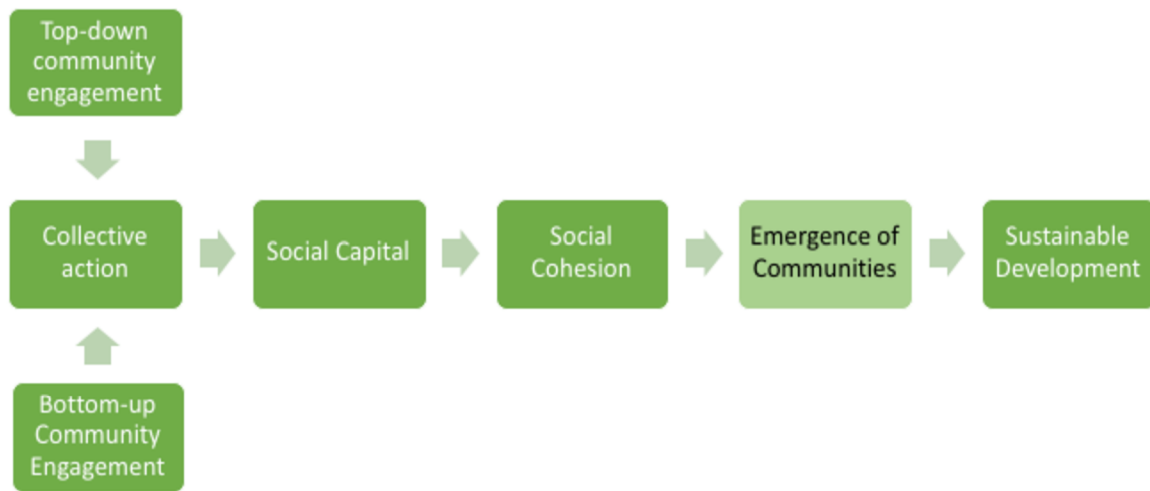 Top-down
community
engagement
Collective
action
Social Capital
Social
Cohesion
Emergence of
Communities
Sustainable
Development
Bottom-up
Community
Engagement